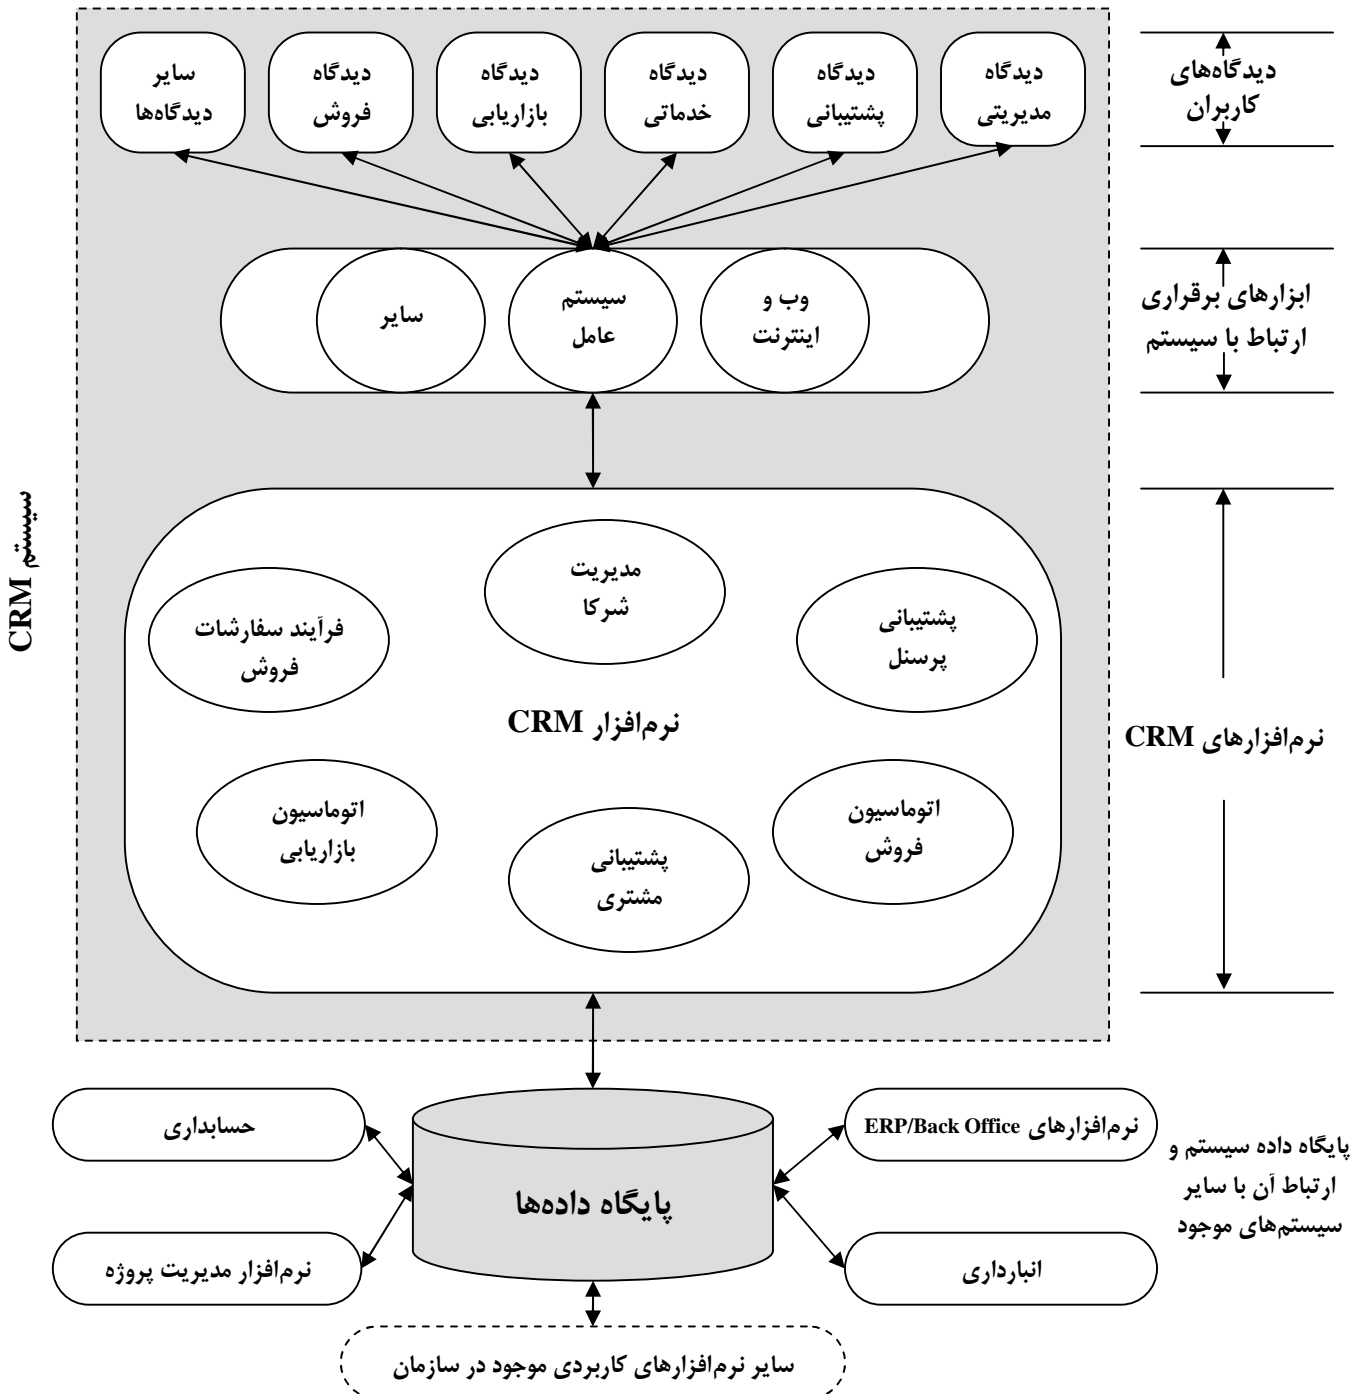 دیدگاه
مدیریتی
دیدگاه
پشتیبانی
دیدگاه
خدماتی
دیدگاه
بازاریابی
دیدگاه
فروش
سایر
دیدگاه‌ها
دیدگاه‌های
کاربران
وب و
اینترنت
سیستم
عامل
سایر
ابزارهای برقراری
ارتباط با سیستم
سیستم CRM
مدیریت
شرکا
پشتیبانی
پرسنل
فرآیند سفارشات
فروش
نرم‌افزار CRM
نرم‌افزارهای CRM
اتوماسیون
فروش
پشتیبانی
مشتری
اتوماسیون
بازاریابی
نرم‌افزارهای ERP/Back Office
حسابداری
پایگاه داده‌ها
پایگاه داده سیستم و
ارتباط آن با سایر
سیستم‌های موجود
انبارداری
نرم‌افزار مدیریت پروژه
سایر نرم‌افزارهای کاربردی موجود در سازمان